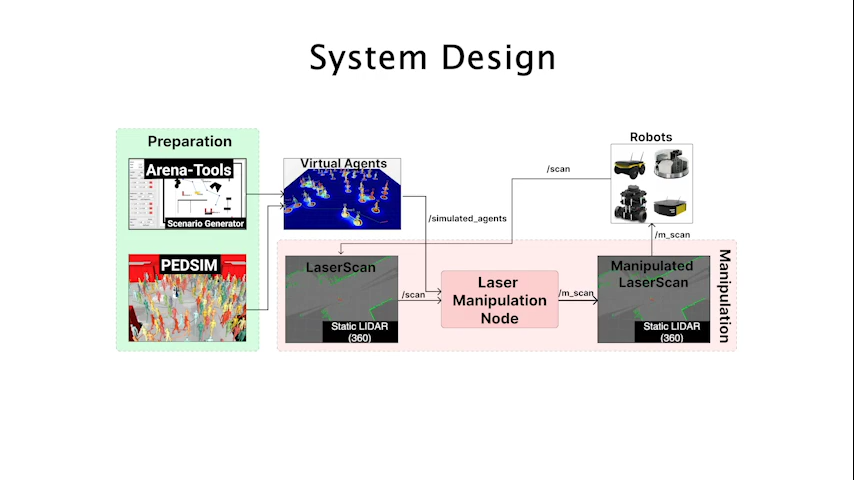 System Design
Preparation
Arena-Tools
Scenario Generator
PEDSIM
Virtual Agents
/simulated_agents
Robots
/scan
/m_scan
LaserScan
Static LIDAR
(360)
/scan
Laser
Manipulation
Node
/m_scan
Manipulated
LaserScan
Static LIDAR
(360)
Manipulation